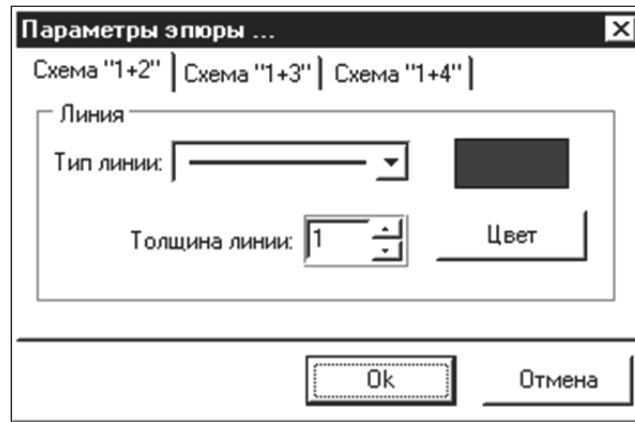 Параметры эпюры ...
Схема "1+2" Схема "1+3" Схема "1+4"
Линия
Тип линии:
Толщина линии: 1 Цвет
Ok Отмена